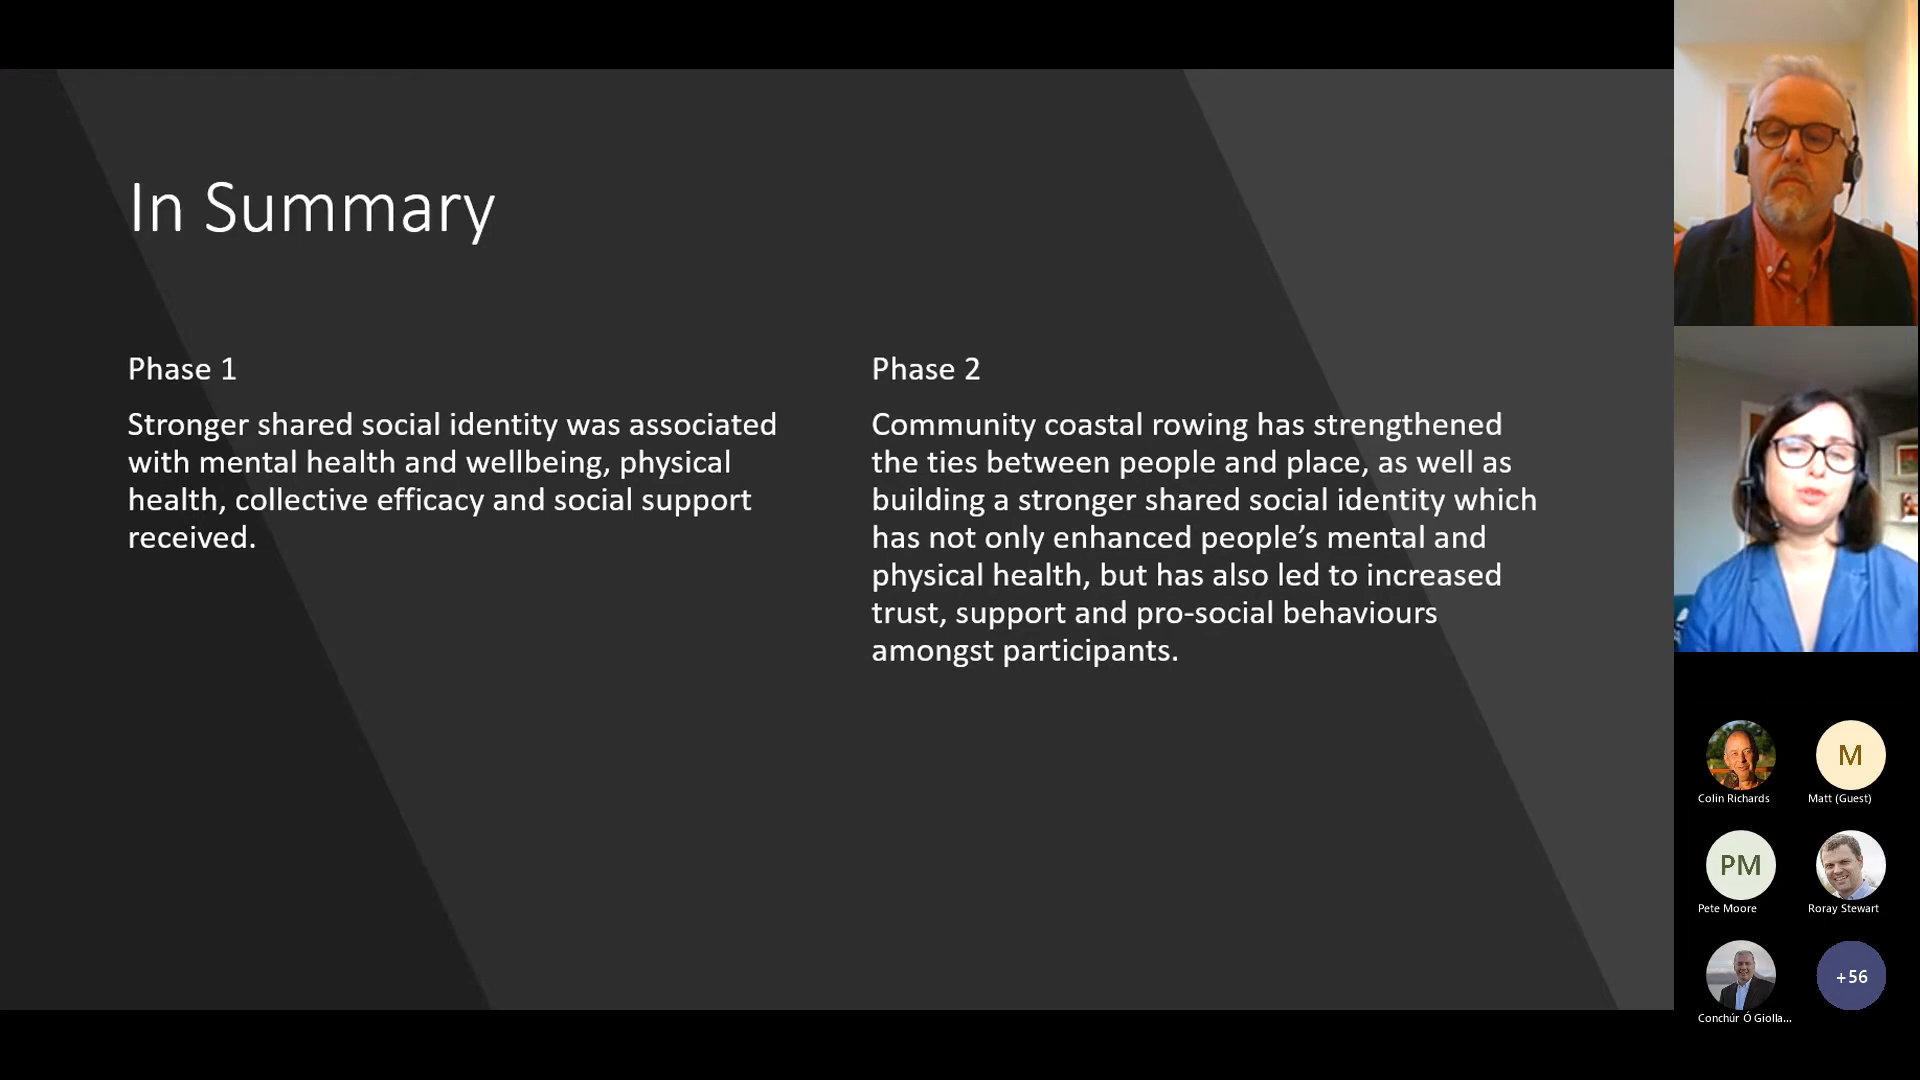 In Summary
Phase 1
Stronger shared social identity was associated
with mental health and wellbeing, physical
health, collective efficacy and social support
received.
Phase 2
Community coastal rowing has strengthened
the ties between people and place, as well as
building a stronger shared social identity which
has not only enhanced people’s mental and
physical health, but has also led to increased
trust, support and pro-social behaviours
amongst participants.
Colin Richards
M
Matt (Guest)
PM
Pete Moore
Roray Stewart
Conchúr Ó Giolla...
+56